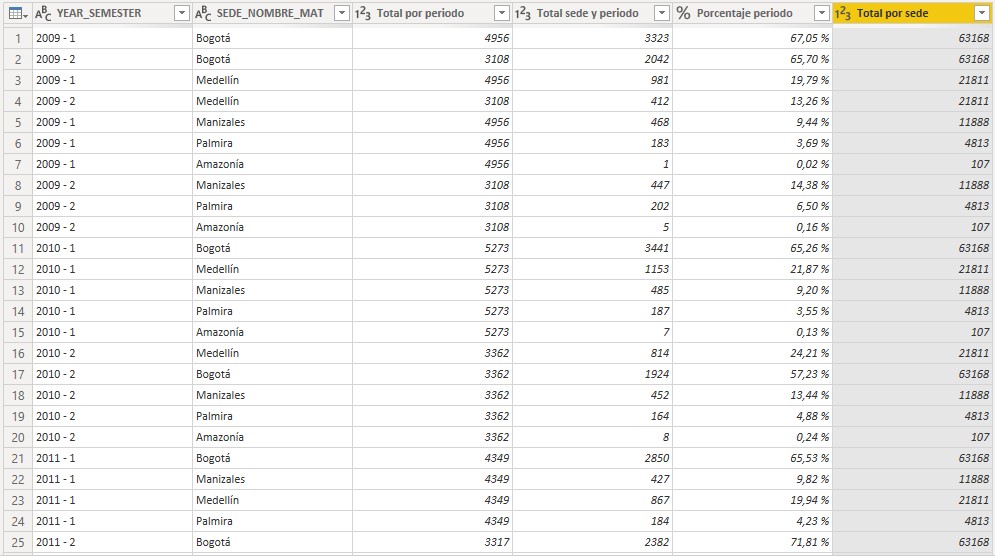 ABC YEAR_SEMESTER ABC SEDE_NOMBRE_MAT 123 Total por periodo 123 Total sede y periodo % Porcentaje periodo 123 Total por sede
1 2009 - 1 Bogotá 4956 3323 67,05 % 63168
2 2009 - 2 Bogotá 3108 2042 65,70 % 63168
3 2009 - 1 Medellín 4956 981 19,79 % 21811
4 2009 - 2 Medellín 3108 412 13,26 % 21811
5 2009 - 1 Manizales 4956 468 9,44 % 11888
6 2009 - 1 Palmira 4956 183 3,69 % 4813
7 2009 - 1 Amazonía 4956 1 0,02 % 107
8 2009 - 2 Manizales 3108 447 14,38 % 11888
9 2009 - 2 Palmira 3108 202 6,50 % 4813
10 2009 - 2 Amazonía 3108 5 0,16 % 107
11 2010 - 1 Bogotá 5273 3441 65,26 % 63168
12 2010 - 1 Medellín 5273 1153 21,87 % 21811
13 2010 - 1 Manizales 5273 485 9,20 % 11888
14 2010 - 1 Palmira 5273 187 3,55 % 4813
15 2010 - 1 Amazonía 5273 7 0,13 % 107
16 2010 - 2 Medellín 3362 814 24,21 % 21811
17 2010 - 2 Bogotá 3362 1924 57,23 % 63168
18 2010 - 2 Manizales 3362 452 13,44 % 11888
19 2010 - 2 Palmira 3362 164 4,88 % 4813
20 2010 - 2 Amazonía 3362 8 0,24 % 107
21 2011 - 1 Bogotá 4349 2850 65,53 % 63168
22 2011 - 1 Manizales 4349 427 9,82 % 11888
23 2011 - 1 Medellín 4349 867 19,94 % 21811
24 2011 - 1 Palmira 4349 184 4,23 % 4813
25 2011 - 2 Bogotá 3317 2382 71,81 % 63168